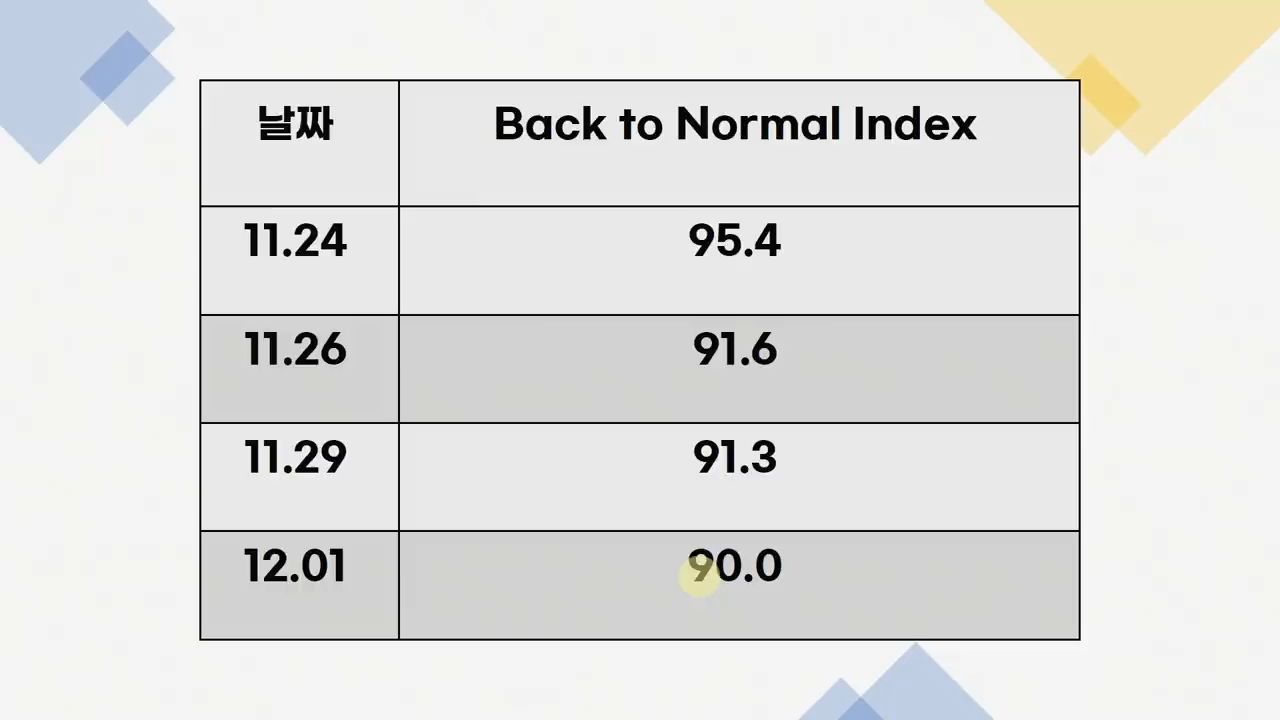 날짜 Back to Normal Index
11.24 95.4
11.26 91.6
11.29 91.3
12.01 90.0